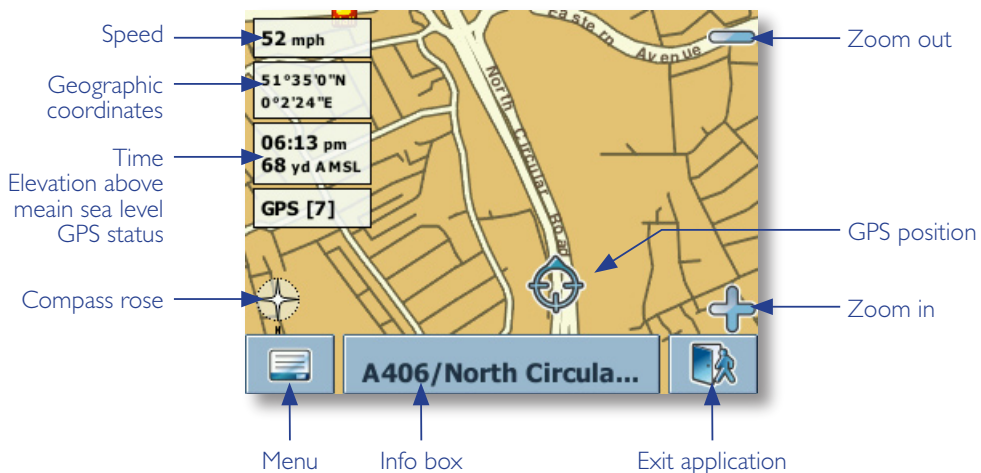 Speed
Geographic
coordinates
Time
Elevation above
meain sea level
GPS status
Compass rose
52 mph
51°35'0"N
0°2'24"E
06:13 pm
68 yd AMSL
GPS [7]
N
Eastern Avenue
North Circular Road
A406/North Circula...
Zoom out
GPS position
Zoom in
Menu
Info box
Exit application